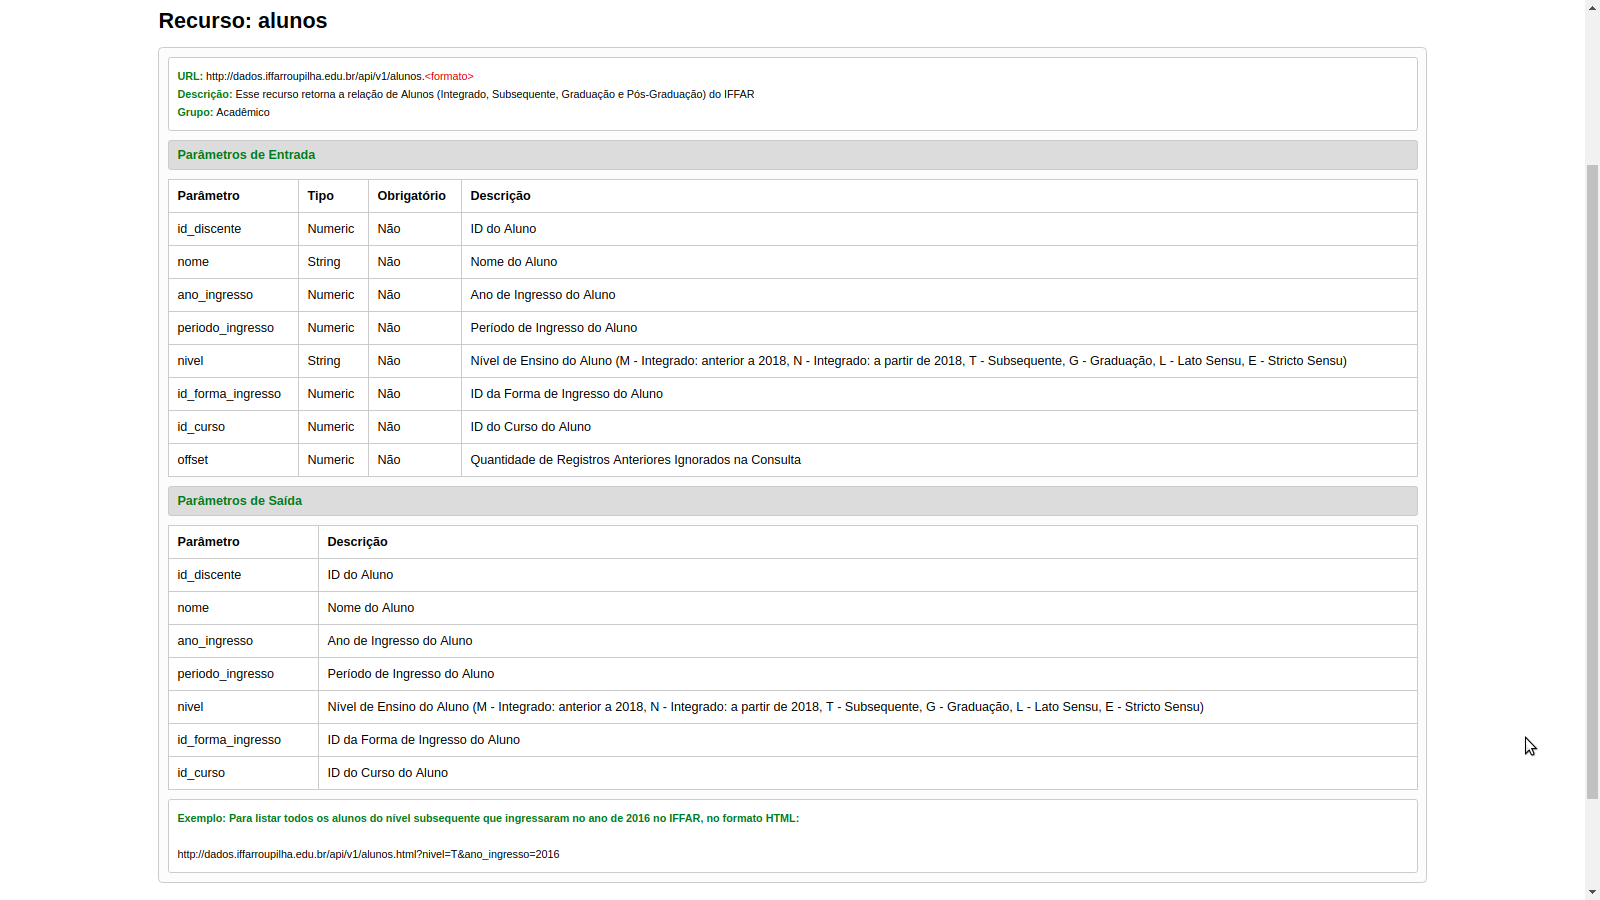 Recurso: alunos
URL: http://dados.iffarroupilha.edu.br/api/v1/alunos.<formato>
Descrição: Esse recurso retorna a relação de Alunos (Integrado, Subsequente, Graduação e Pós-Graduação) do IFFAR
Grupo: Acadêmico
Parâmetros de Entrada
Parâmetro Tipo Obrigatório Descrição
id_discente Numeric Não ID do Aluno
nome String Não Nome do Aluno
ano_ingresso Numeric Não Ano de Ingresso do Aluno
periodo_ingresso Numeric Não Período de Ingresso do Aluno
nivel String Não Nível de Ensino do Aluno (M - Integrado: anterior a 2018, N - Integrado: a partir de 2018, T - Subsequente, G - Graduação, L - Lato Sensu, E - Stricto Sensu)
id_forma_ingresso Numeric Não ID da Forma de Ingresso do Aluno
id_curso Numeric Não ID do Curso do Aluno
offset Numeric Não Quantidade de Registros Anteriores Ignorados na Consulta
Parâmetros de Saída
Parâmetro Descrição
id_discente ID do Aluno
nome Nome do Aluno
ano_ingresso Ano de Ingresso do Aluno
periodo_ingresso Período de Ingresso do Aluno
nivel Nível de Ensino do Aluno (M - Integrado: anterior a 2018, N - Integrado: a partir de 2018, T - Subsequente, G - Graduação, L - Lato Sensu, E - Stricto Sensu)
id_forma_ingresso ID da Forma de Ingresso do Aluno
id_curso ID do Curso do Aluno
Exemplo: Para listar todos os alunos do nível subsequente que ingressaram no ano de 2016 no IFFAR, no formato HTML:
http://dados.iffarroupilha.edu.br/api/v1/alunos.html?nivel=T&ano_ingresso=2016